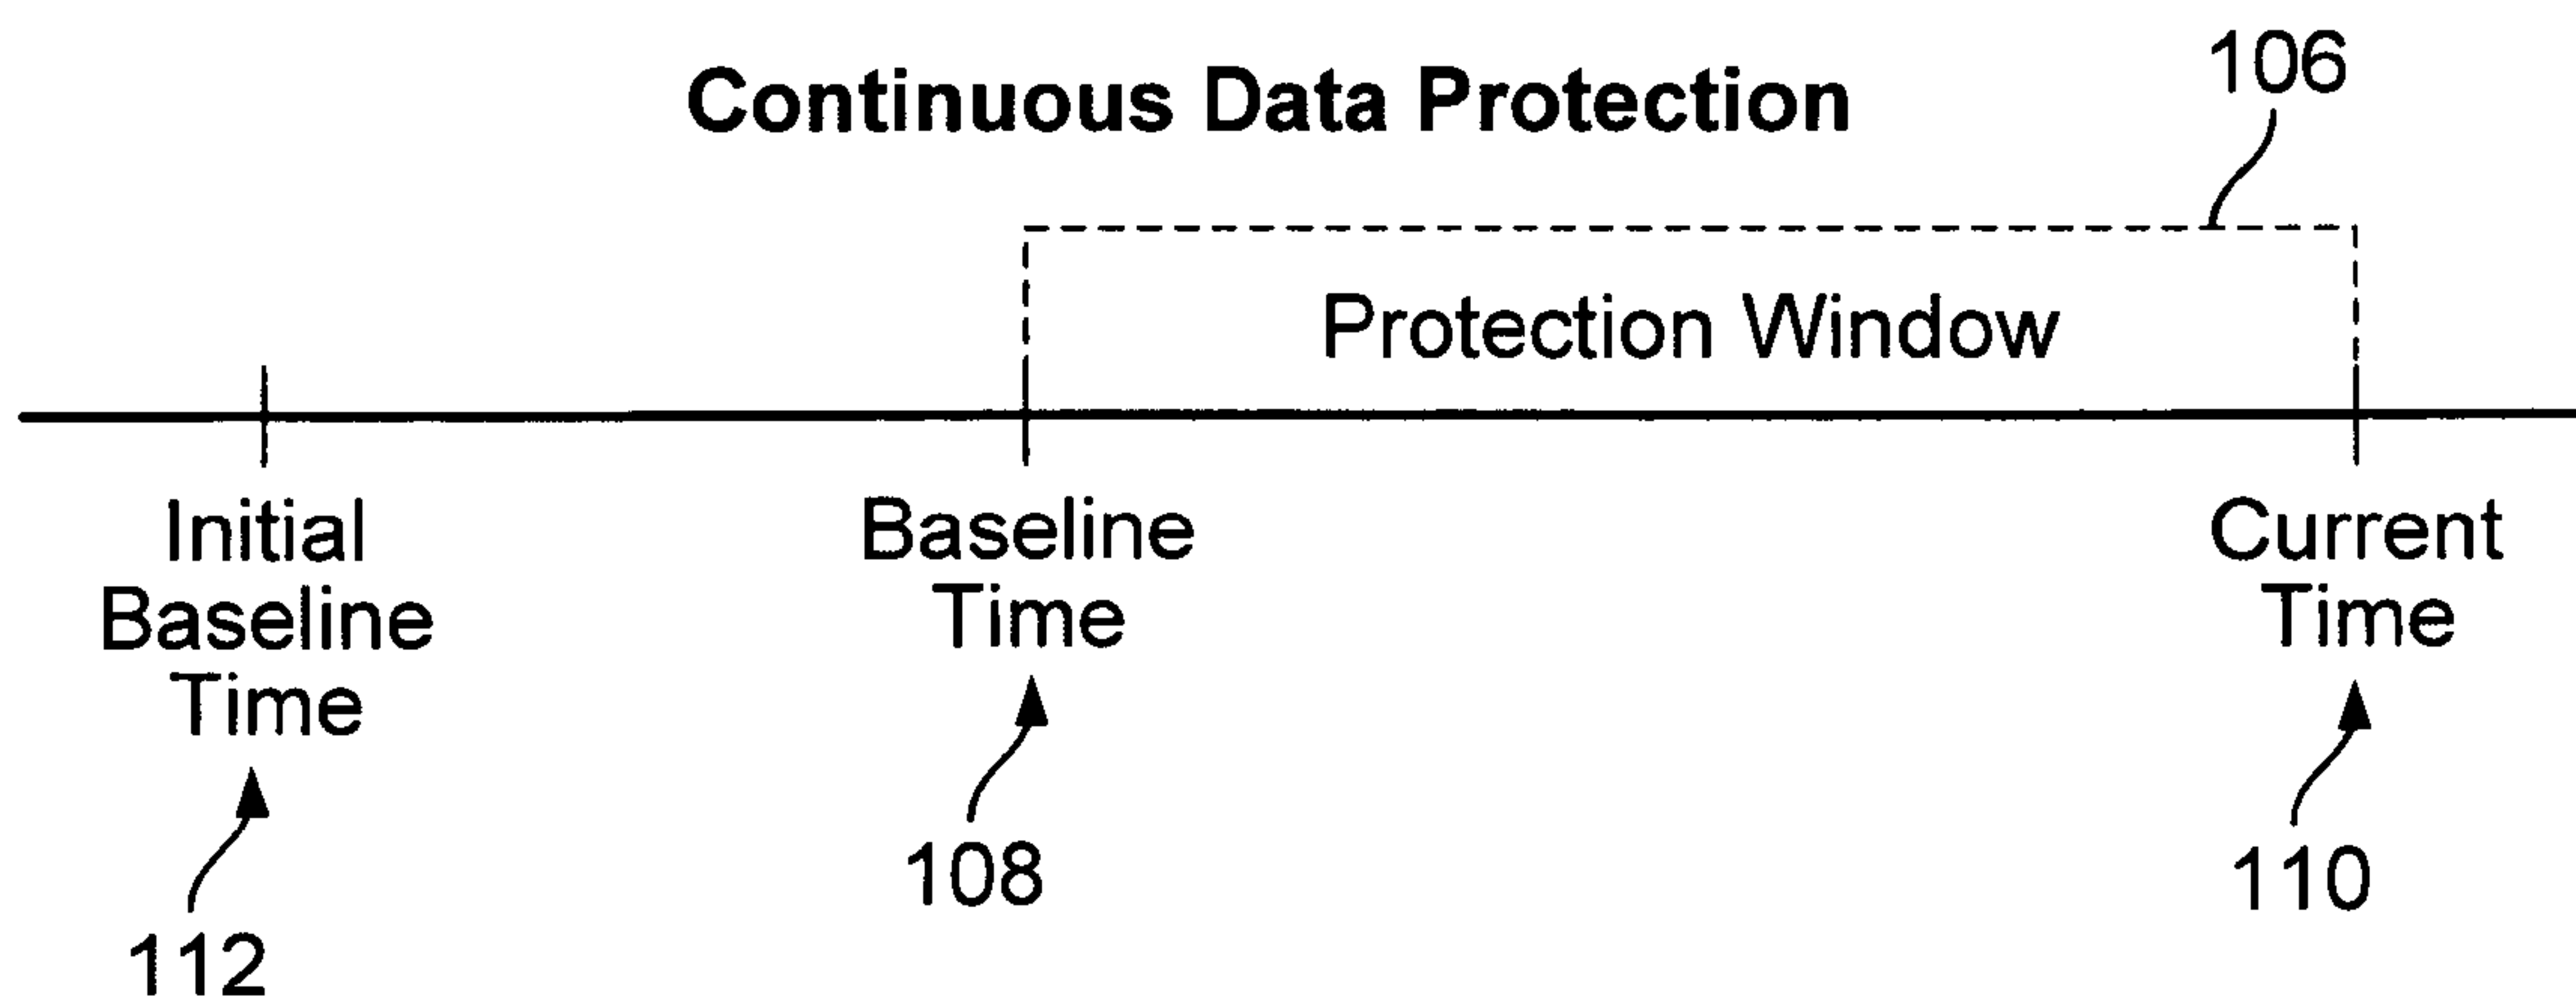 106
Continuous Data Protection
Protection Window
Initial
Baseline
Time
Baseline
Time
Current
Time
108
110
112